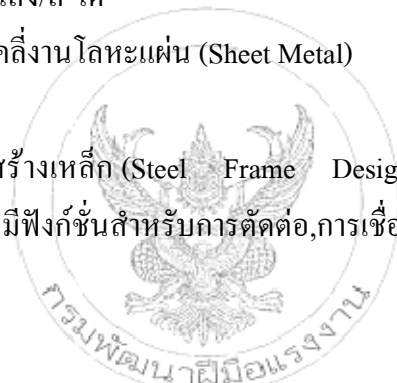 คลี่งานโลหะแผ่น (Sheet Metal)
สร้างเหล็ก (Steel Frame Desig
มีฟังก์ชั่นสำหรับการตัดต่อ,การเชื่อ
กรมพัฒนาฝีมือแรงงาน